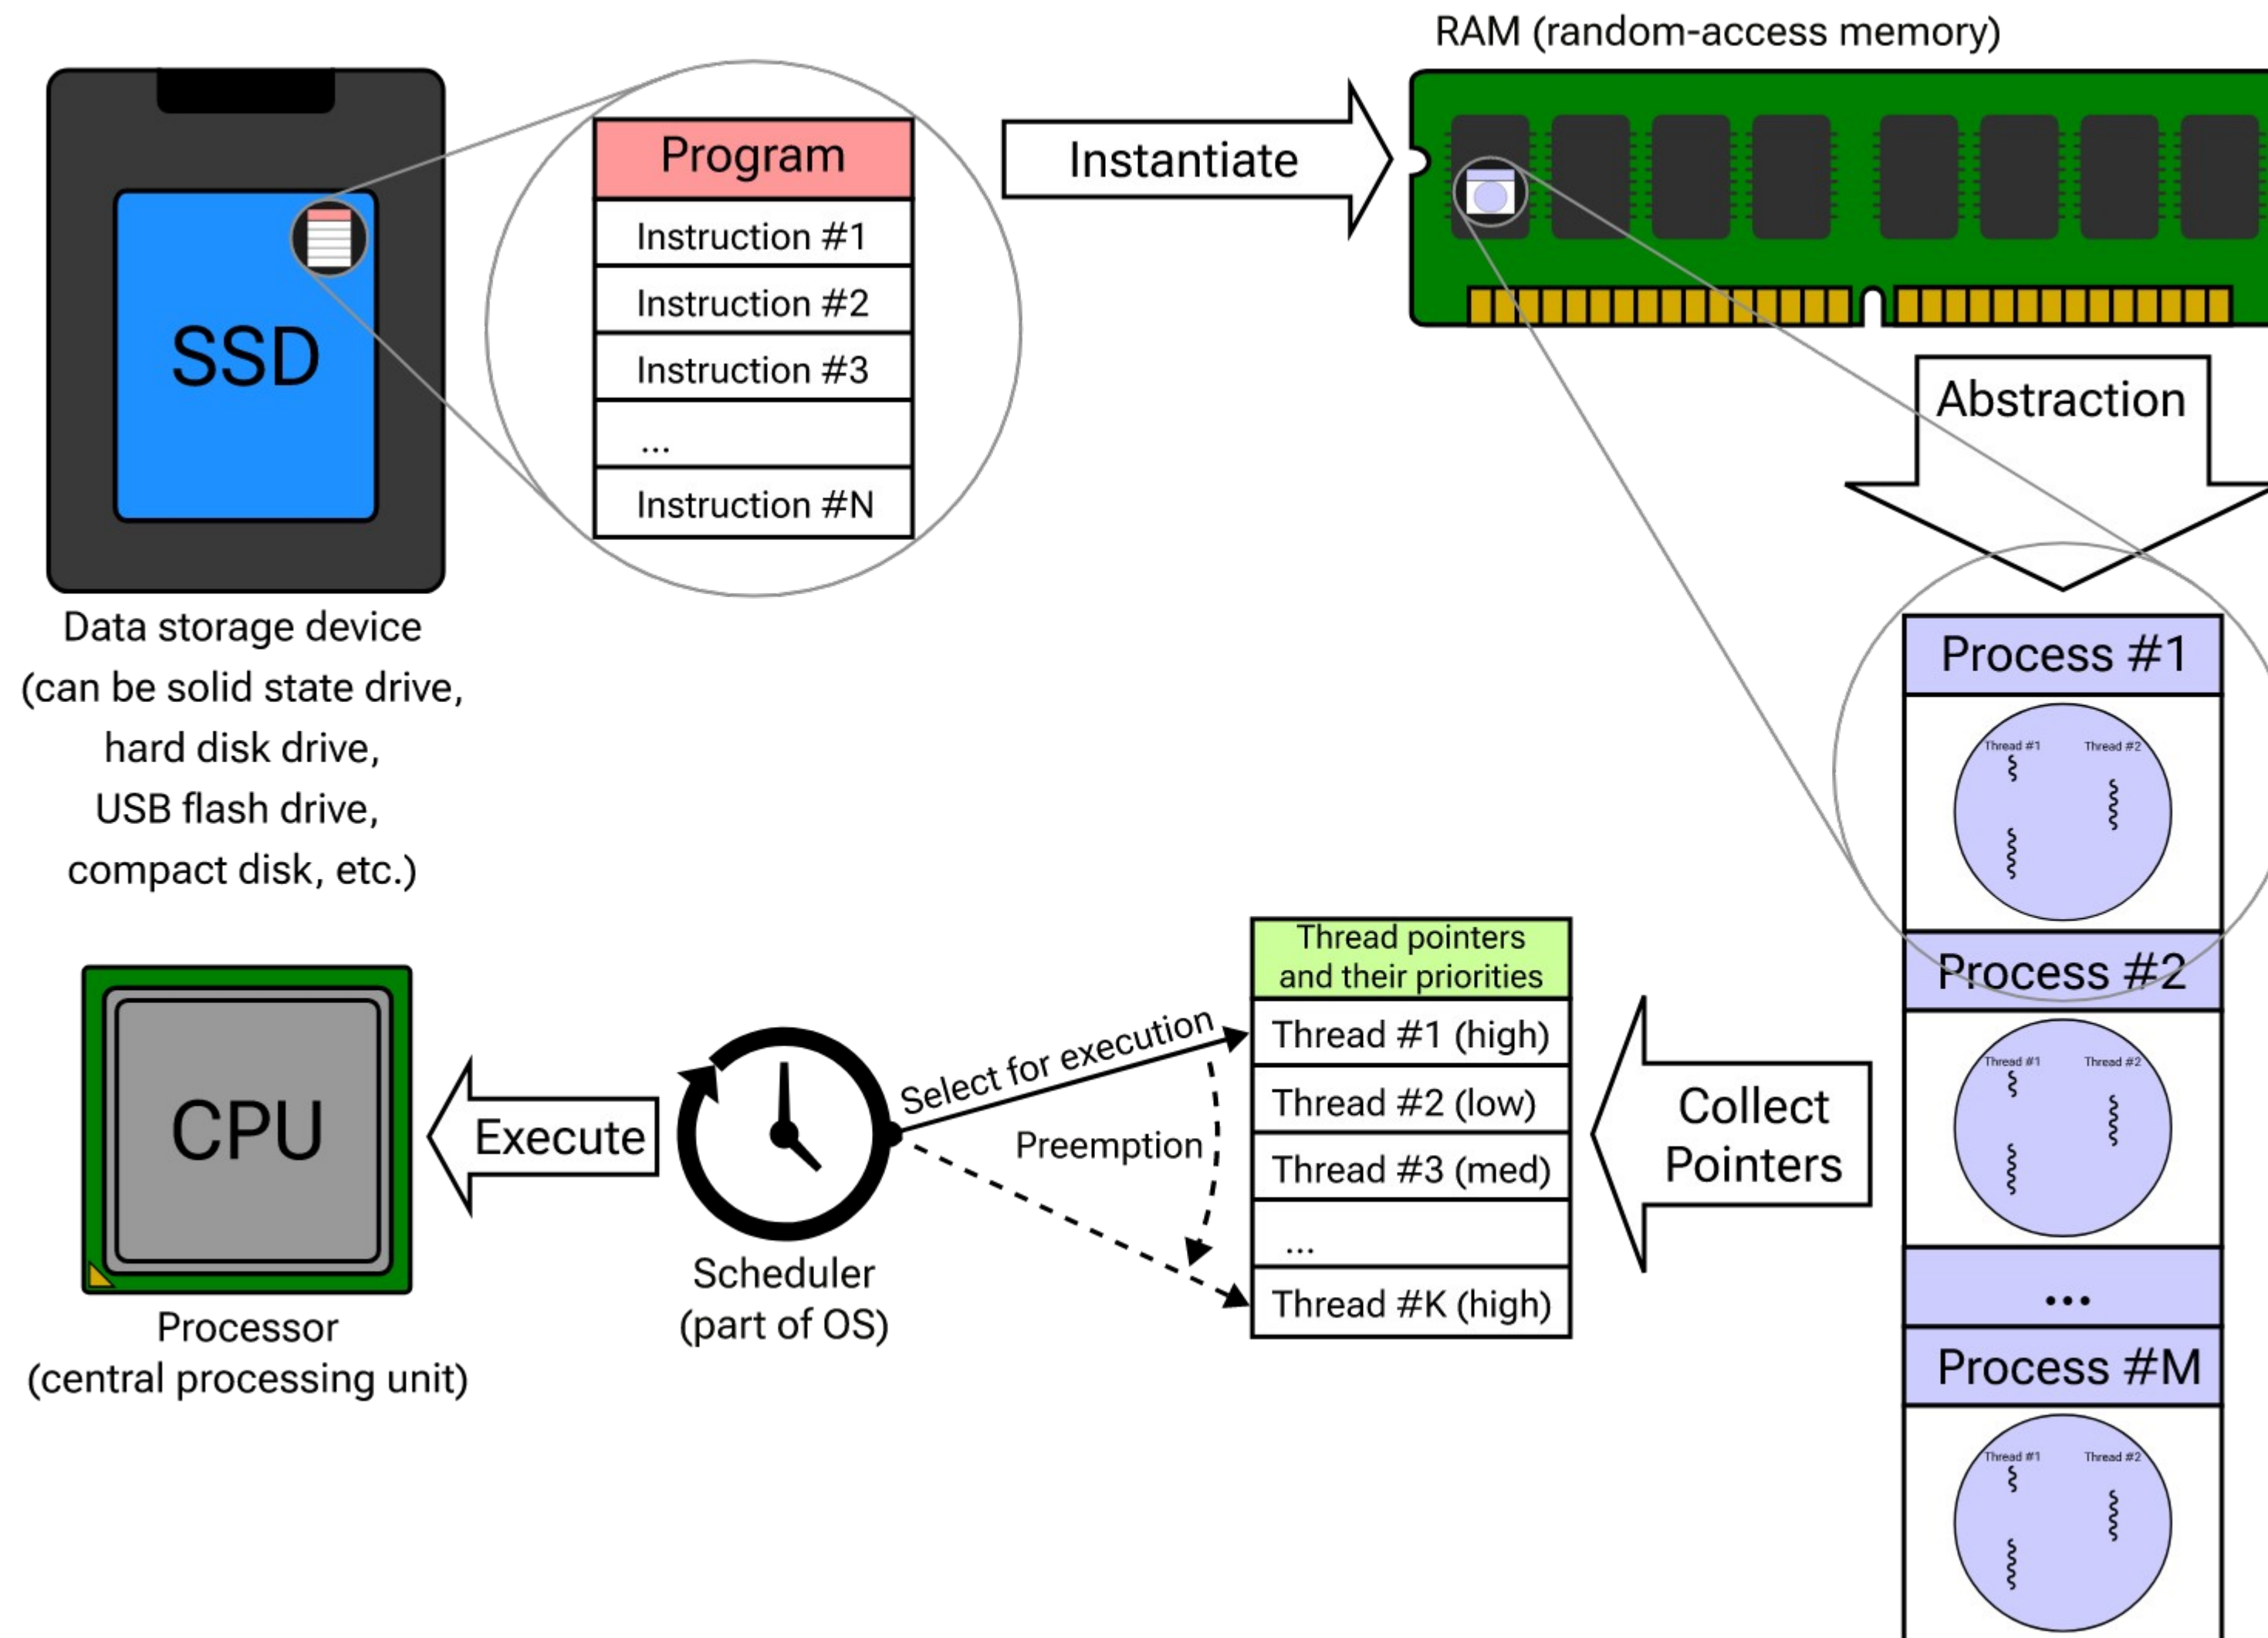 RAM (random-access memory)
Program
Instruction #1
Instruction #2
Instruction #3
...
Instruction #N
Instantiate
SSD
Data storage device
(can be solid state drive,
hard disk drive,
USB flash drive,
compact disk, etc.)
Abstraction
Process #1
Thread #1
Thread #2
Process #2
Thread #1
Thread #2
...
Process #M
Thread #1
Thread #2
Collect
Pointers
Thread pointers
and their priorities
Thread #1 (high)
Thread #2 (low)
Thread #3 (med)
...
Thread #K (high)
Select for execution
Preemption
Scheduler
(part of OS)
Execute
CPU
Processor
(central processing unit)